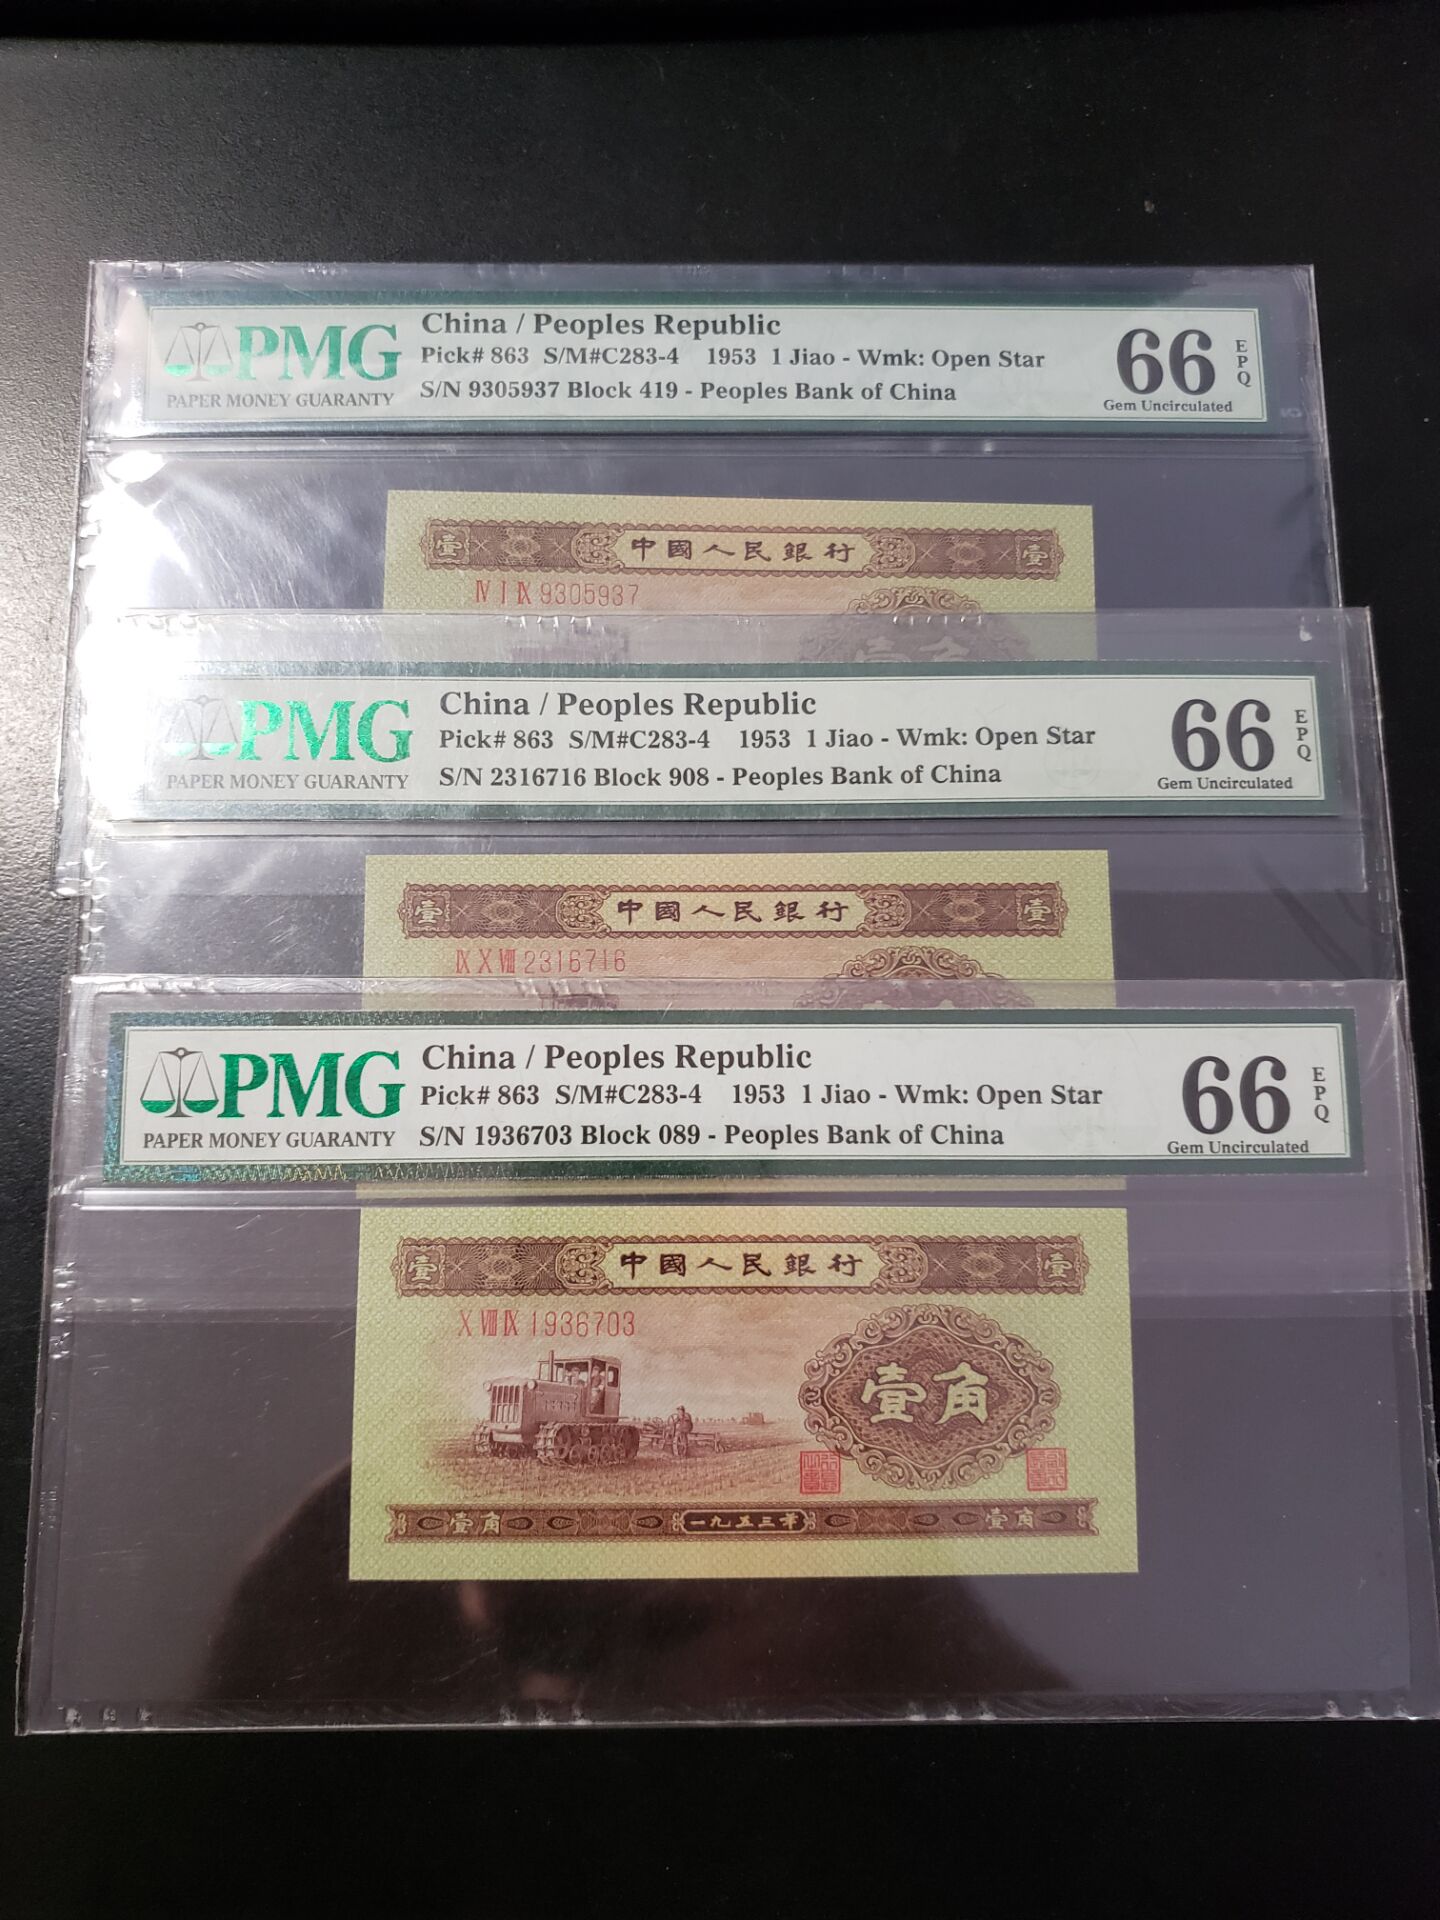 PMG
PAPER MONEY GUARANTY
China / Peoples Republic
Pick# 863 S/M#C283-4 1953 1 Jiao - Wmk: Open Star
S/N 9305937 Block 419 - Peoples Bank of China
66 EPQ
Gem Uncirculated
壹 中國人民銀行 壹
Ⅳ Ⅰ Ⅸ 9305937
壹角
PMG
PAPER MONEY GUARANTY
China / Peoples Republic
Pick# 863 S/M#C283-4 1953 1 Jiao - Wmk: Open Star
S/N 2316716 Block 908 - Peoples Bank of China
66 EPQ
Gem Uncirculated
壹 中國人民銀行 壹
Ⅸ Ⅹ Ⅷ 2316716
PMG
PAPER MONEY GUARANTY
China / Peoples Republic
Pick# 863 S/M#C283-4 1953 1 Jiao - Wmk: Open Star
S/N 1936703 Block 089 - Peoples Bank of China
66 EPQ
Gem Uncirculated
壹 中國人民銀行 壹
Ⅹ Ⅷ Ⅸ 1936703
壹角
壹角 一九五三年 壹角